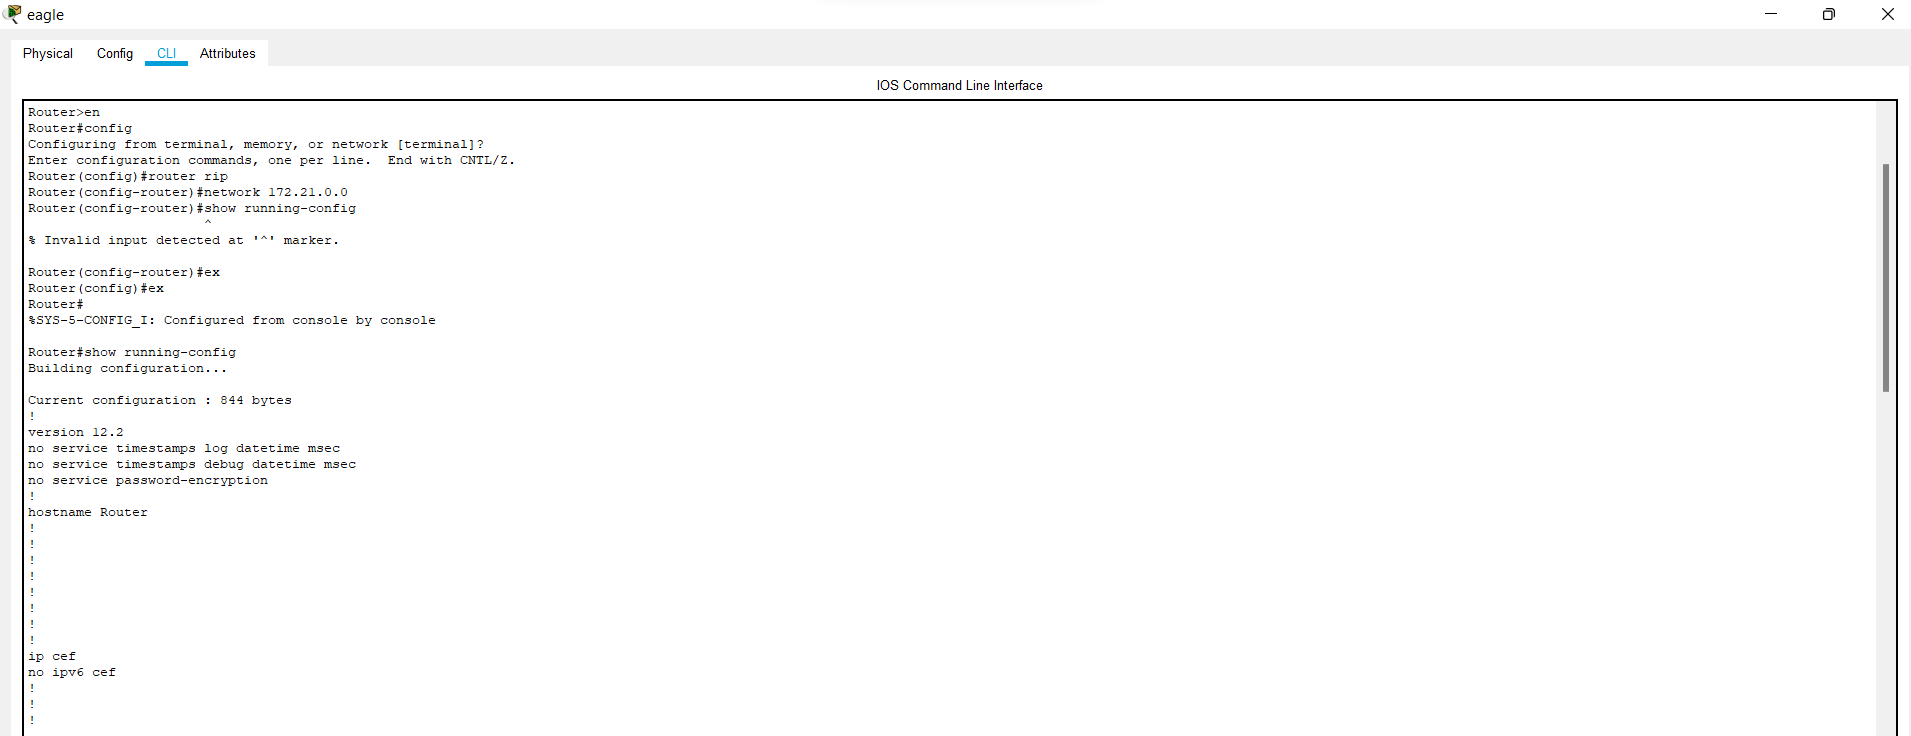 eagle
Physical Config CLI Attributes
IOS Command Line Interface
Router>en
Router#config
Configuring from terminal, memory, or network [terminal]?
Enter configuration commands, one per line.  End with CNTL/Z.
Router(config)#router rip
Router(config-router)#network 172.21.0.0
Router(config-router)#show running-config
^
% Invalid input detected at '^' marker.
Router(config-router)#ex
Router(config)#ex
Router#
%SYS-5-CONFIG_I: Configured from console by console
Router#show running-config
Building configuration...
Current configuration : 844 bytes
!
version 12.2
no service timestamps log datetime msec
no service timestamps debug datetime msec
no service password-encryption
!
hostname Router
!
!
!
!
!
!
!
!
ip cef
no ipv6 cef
!
!
!